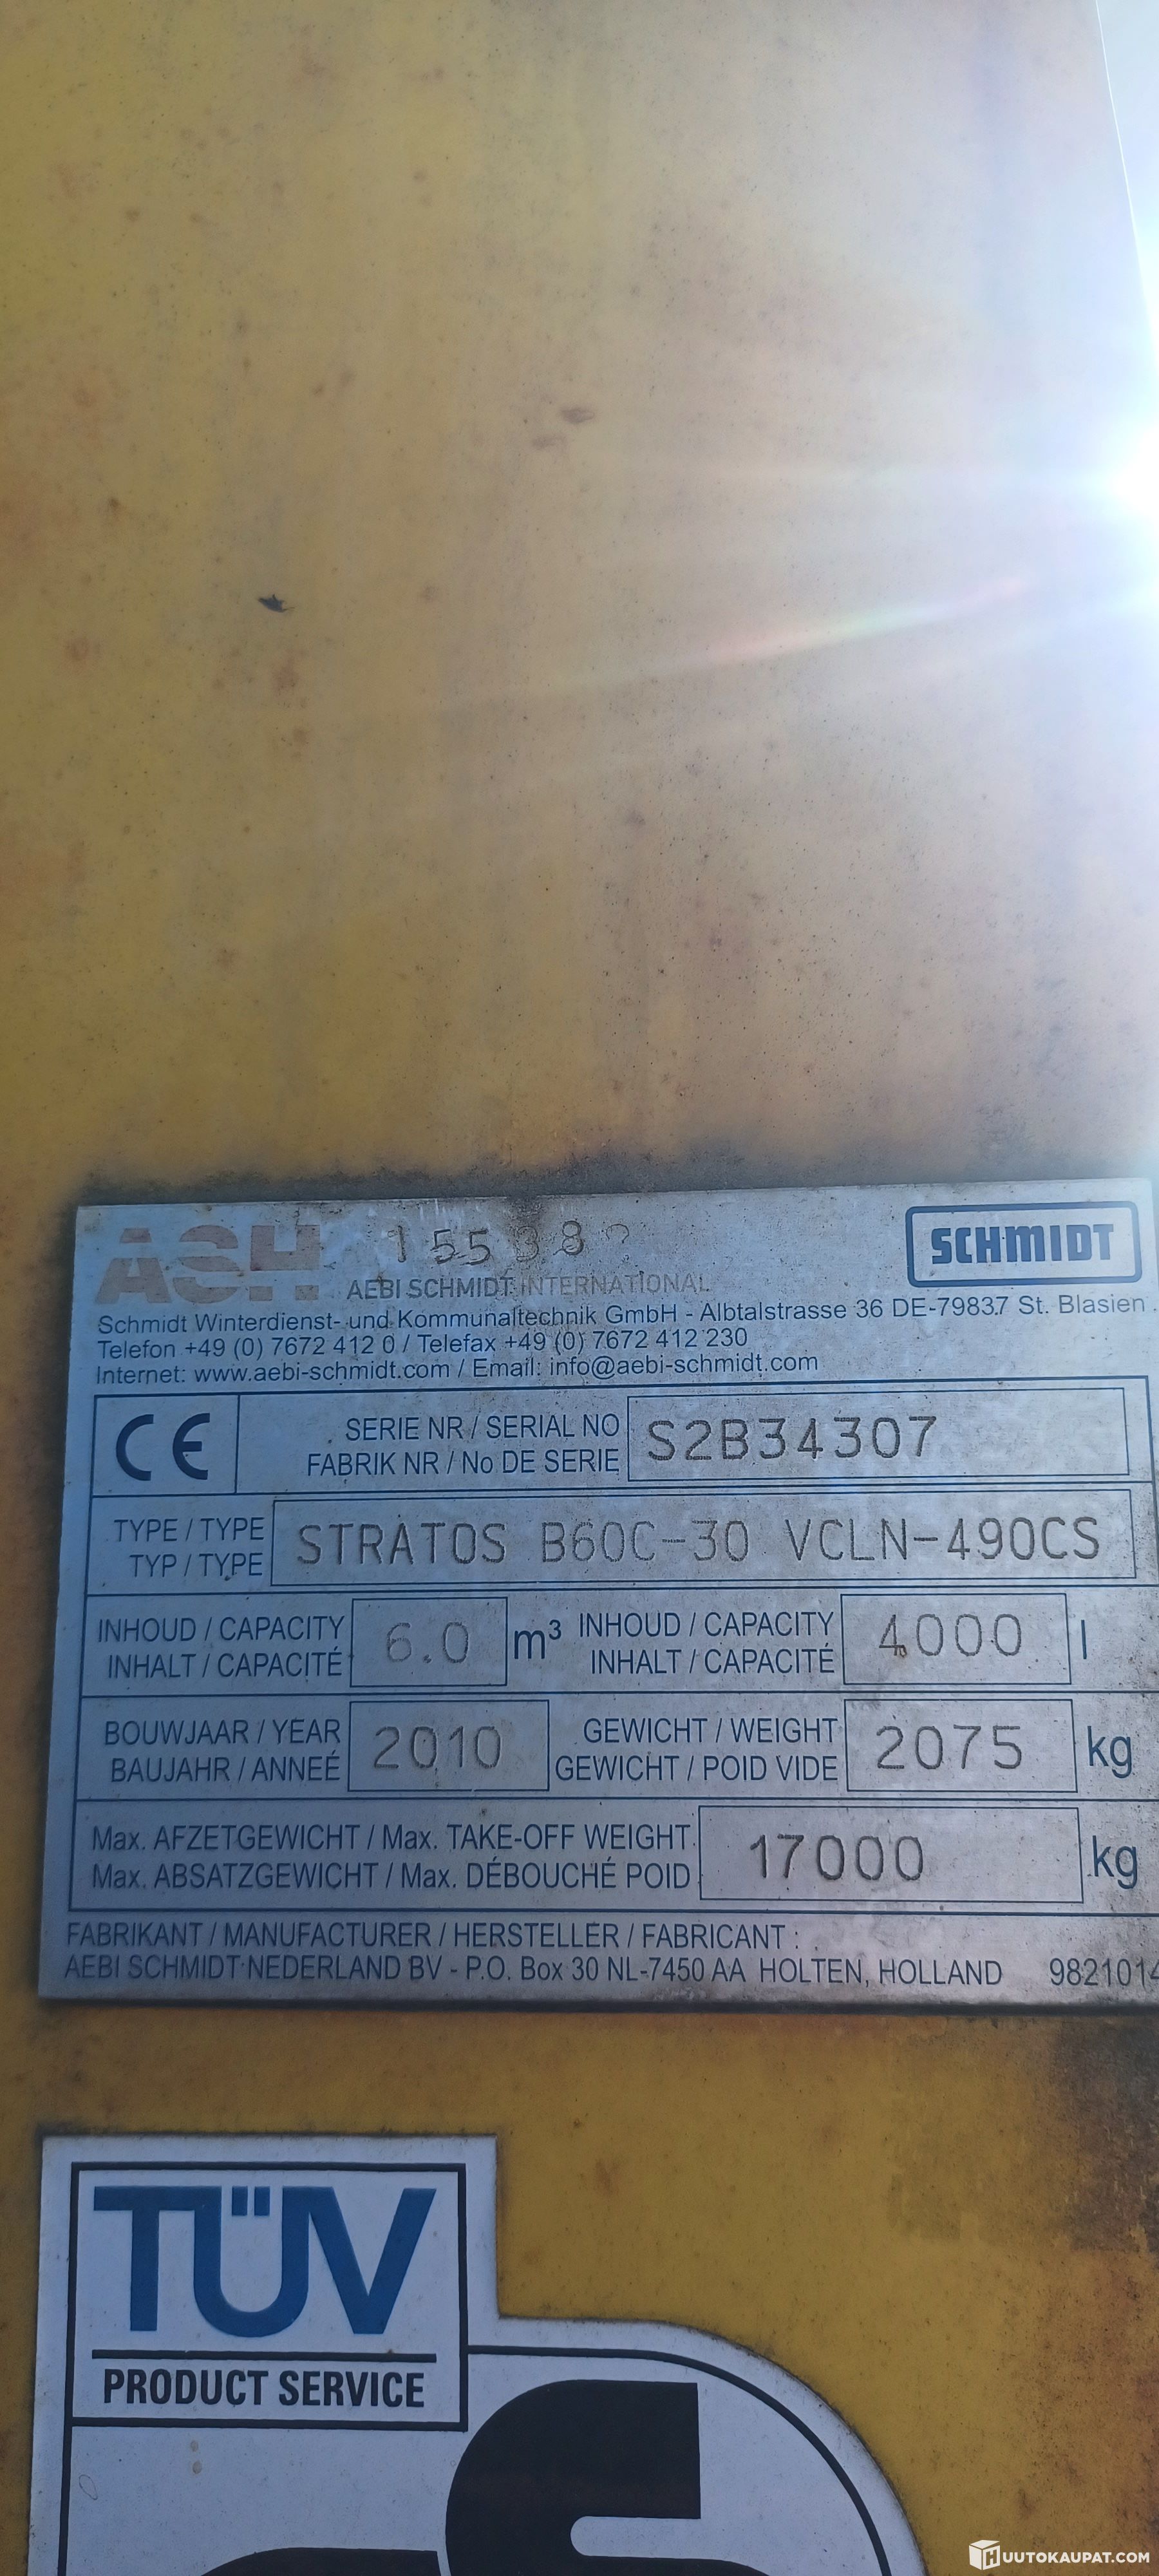 ASH
SCHMIDT
AEBI SCHMIDT INTERNATIONAL
Schmidt Winterdienst- und Kommunaltechnik GmbH - Albtalstrasse 36 DE-79837 St. Blasien
Telefon +49 (0) 7672 412 0 / Telefax +49 (0) 7672 412 230
Internet: www.aebi-schmidt.com / Email: info@aebi-schmidt.com
CE
SERIE NR / SERIAL NO
FABRIK NR / No DE SERIE
S2B34307
TYPE / TYPE
TYP / TYPE
STRATOS B60C-30 VCLN-490CS
INHOUD / CAPACITY
INHALT / CAPACITÉ
6.0 m³
INHOUD / CAPACITY
INHALT / CAPACITÉ
4000 l
BOUWJAAR / YEAR
BAUJAHR / ANNEÉ
2010
GEWICHT / WEIGHT
GEWICHT / POID VIDE
2075 kg
Max. AFZETGEWICHT / Max. TAKE-OFF WEIGHT
Max. ABSATZGEWICHT / Max. DÉBOUCHÉ POID
17000 kg
FABRIKANT / MANUFACTURER / HERSTELLER / FABRICANT :
AEBI SCHMIDT NEDERLAND BV - P.O. Box 30 NL-7450 AA HOLTEN, HOLLAND
TÜV
PRODUCT SERVICE
HUUTOKAUPAT.COM